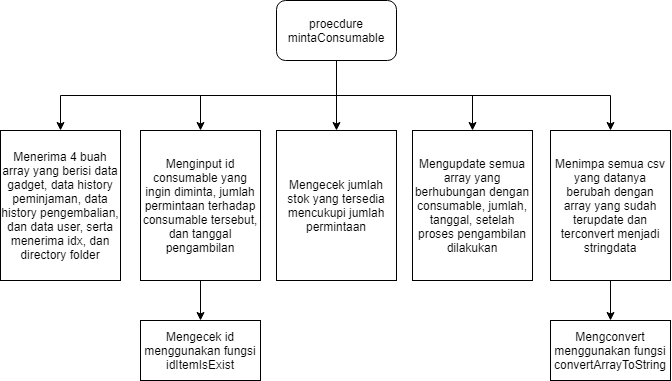 proecdure
mintaConsumable
Menerima 4 buah
array yang berisi data
gadget, data history
peminjaman, data
history pengembalian,
dan data user, serta
menerima idx, dan
directory folder
Menginput id
consumable yang
ingin diminta, jumlah
permintaan terhadap
consumable tersebut,
dan tanggal
pengambilan
Mengecek jumlah
stok yang tersedia
mencukupi jumlah
permintaan
Mengupdate semua
array yang
berhubungan dengan
consumable, jumlah,
tanggal, setelah
proses pengambilan
dilakukan
Menimpa semua csv
yang datanya
berubah dengan
array yang sudah
terupdate dan
terconvert menjadi
stringdata
Mengecek id
menggunakan fungsi
idItemIsExist
Mengconvert
menggunakan fungsi
convertArrayToString